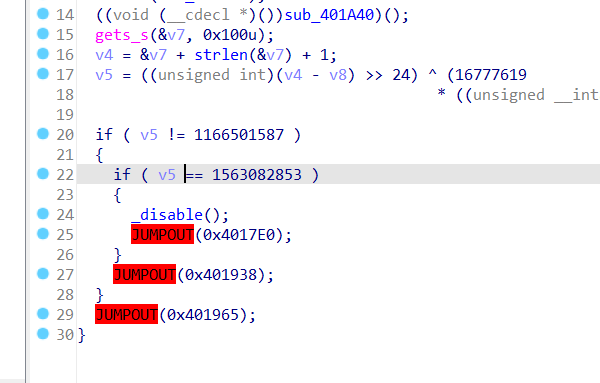 14 ((void (__cdecl *)())sub_401A40)();
15 gets_s(&v7, 0x100u);
16 v4 = &v7 + strlen(&v7) + 1;
17 v5 = ((unsigned int)(v4 - v8) >> 24) ^ (16777619
18 * ((unsigned __int
19
20 if ( v5 != 1166501587 )
21 {
22 if ( v5 == 1563082853 )
23 {
24 _disable();
25 JUMPOUT(0x4017E0);
26 }
27 JUMPOUT(0x401938);
28 }
29 JUMPOUT(0x401965);
30 }